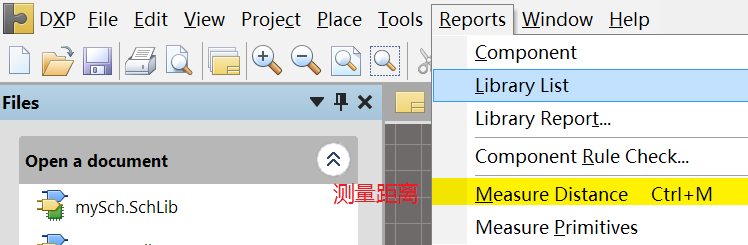 DXP File Edit View Project Place Tools Reports Window Help
Component
Library List
Files
Library Report...
Open a document
Component Rule Check...
测量距离
Measure Distance Ctrl+M
mySch.SchLib
Measure Primitives